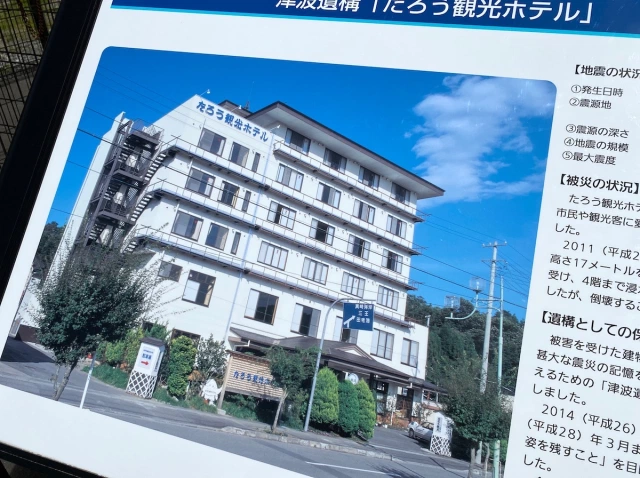 津波遺構「たろう観光ホテル」
【地震の状況
①発生日時
②震源地
③震源の深さ
④地震の規模
⑤最大震度
【被災の状況】
たろう観光ホテ
市民や観光客に愛
した。
2011（平成2
高さ17メートル
受け、4階まで浸
したが、倒壊する
【遺構としての保
被害を受けた建物
甚大な震災の記憶を
えるための「津波遺
しました。
2014（平成26）
（平成28）年３月ま
姿を残すこと」を目
した。
たろう観光ホテル
たろう観光ホテル